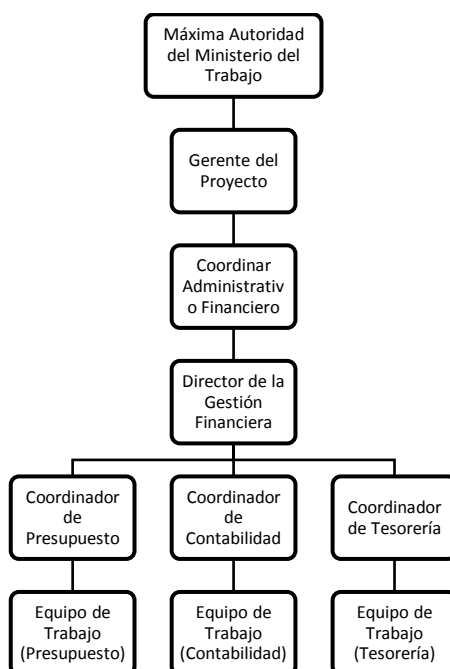 Máxima Autoridad
del Ministerio del
Trabajo
Gerente del
Proyecto
Coordinar
Administrativ
o Financiero
Director de la
Gestión
Financiera
Coordinador
de
Presupuesto
Coordinador
de
Contabilidad
Coordinador
de Tesorería
Equipo de
Trabajo
(Presupuesto)
Equipo de
Trabajo
(Contabilidad)
Equipo de
Trabajo
(Tesorería)